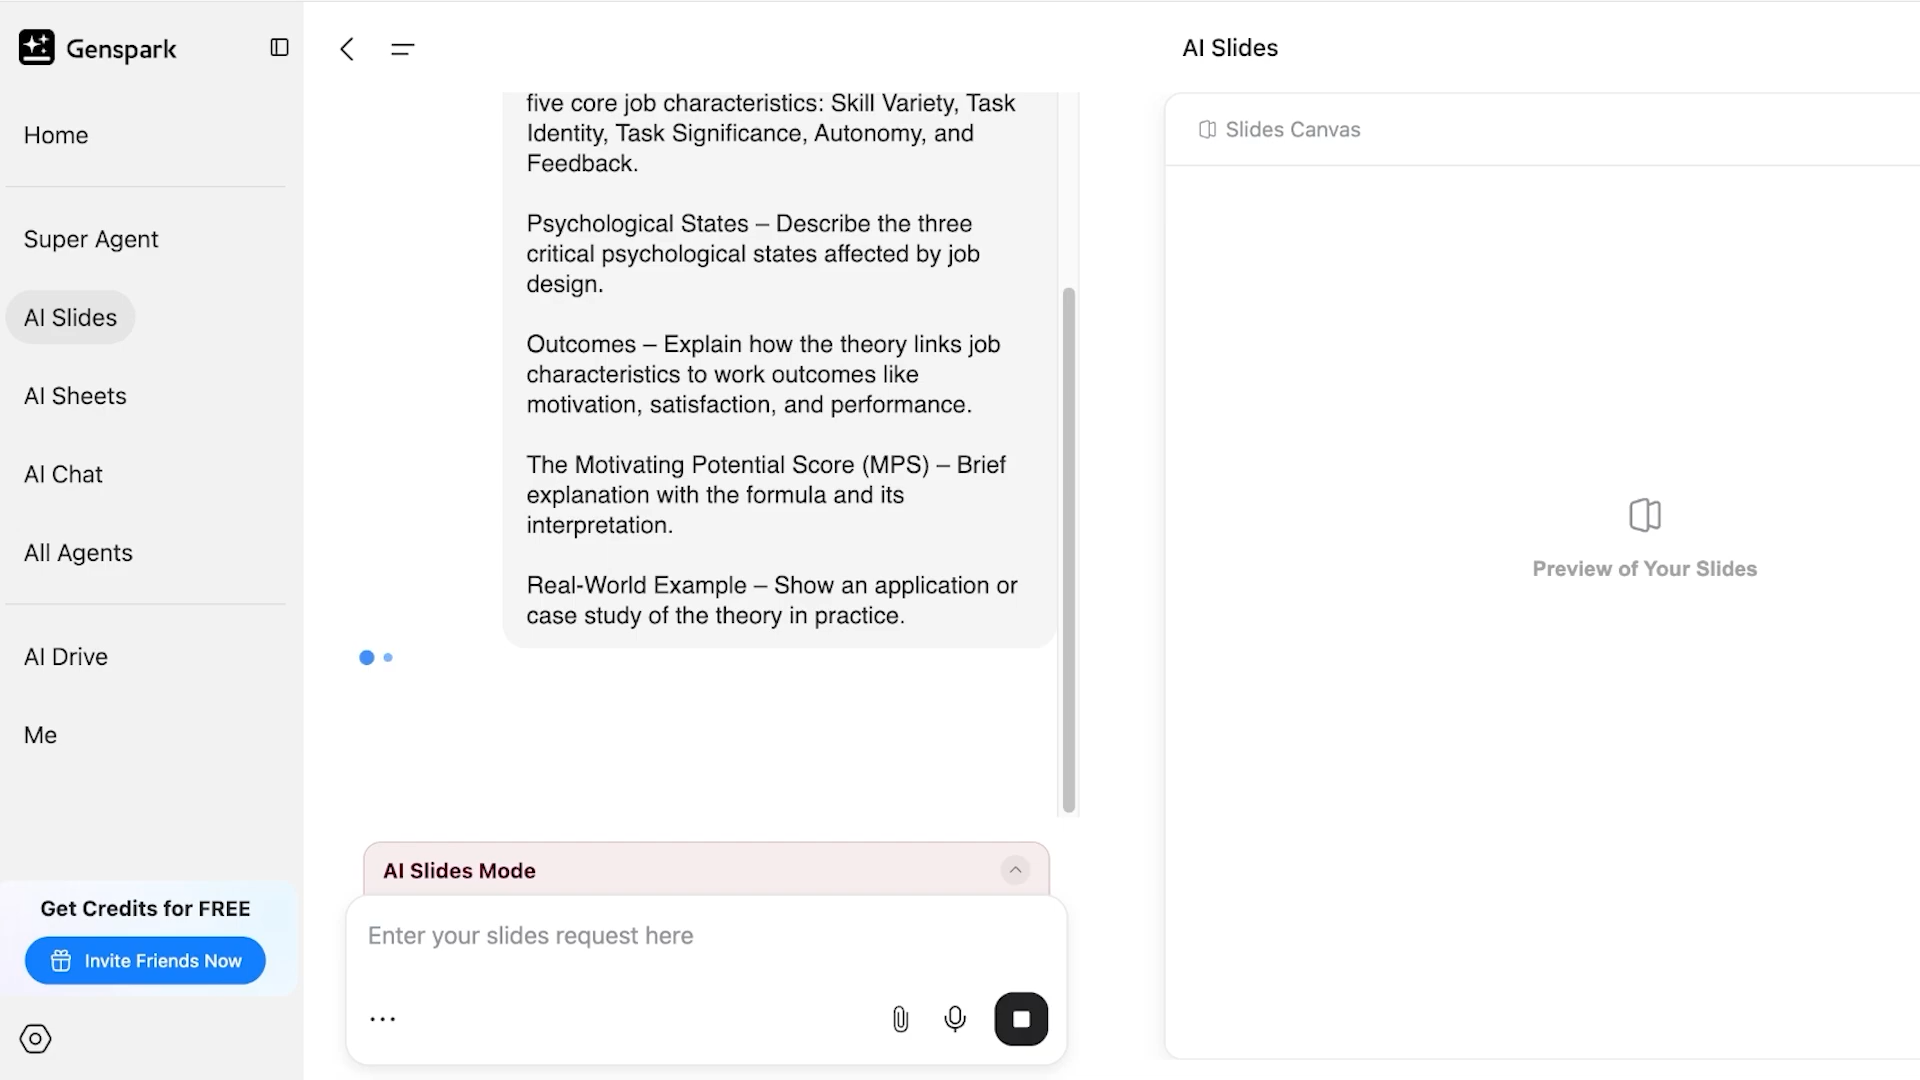 Genspark
Home
Super Agent
AI Slides
AI Sheets
AI Chat
All Agents
AI Drive
Me
Get Credits for FREE
Invite Friends Now
five core job characteristics: Skill Variety, Task
Identity, Task Significance, Autonomy, and
Feedback.
Psychological States – Describe the three
critical psychological states affected by job
design.
Outcomes – Explain how the theory links job
characteristics to work outcomes like
motivation, satisfaction, and performance.
The Motivating Potential Score (MPS) – Brief
explanation with the formula and its
interpretation.
Real-World Example – Show an application or
case study of the theory in practice.
AI Slides Mode
Enter your slides request here
AI Slides
Slides Canvas
Preview of Your Slides